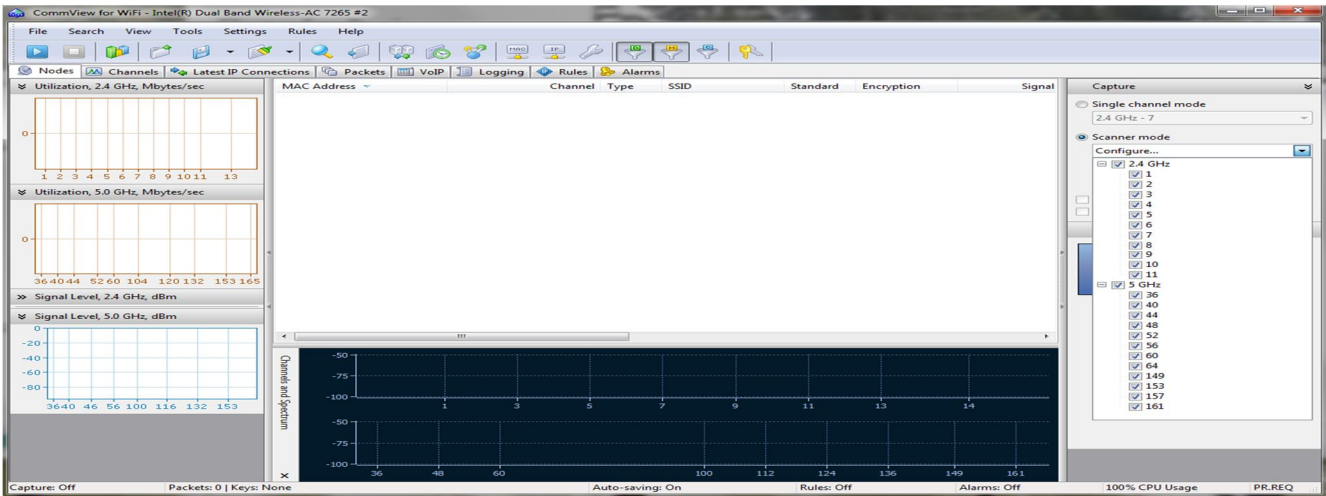 CommView for WiFi - Intel(R) Dual Band Wireless-AC 7265 #2
File Search View Tools Settings Rules Help
MAC IP
Nodes Channels Latest IP Connections Packets VoIP Logging Rules Alarms
Utilization, 2.4 GHz, Mbytes/sec
0
1 2 3 4 5 6 7 8 9 10 11 13
Utilization, 5.0 GHz, Mbytes/sec
0
36 40 44 52 60 104 120 132 153 165
Signal Level, 2.4 GHz, dBm
Signal Level, 5.0 GHz, dBm
0
-20
-40
-60
-80
36 40 46 56 100 116 132 153
MAC Address Channel Type SSID Standard Encryption Signal
Channels and Spectrum
-50
-75
-100
1 3 5 7 9 11 13 14
-50
-75
-100
36 48 60 100 112 124 136 149 161
Capture
Single channel mode
2.4 GHz - 7
Scanner mode
Configure...
2.4 GHz
1
2
3
4
5
6
7
8
9
10
11
5 GHz
36
40
44
48
52
56
60
64
149
153
157
161
Capture: Off Packets: 0 | Keys: None Auto-saving: On Rules: Off Alarms: Off 100% CPU Usage PR.REQ